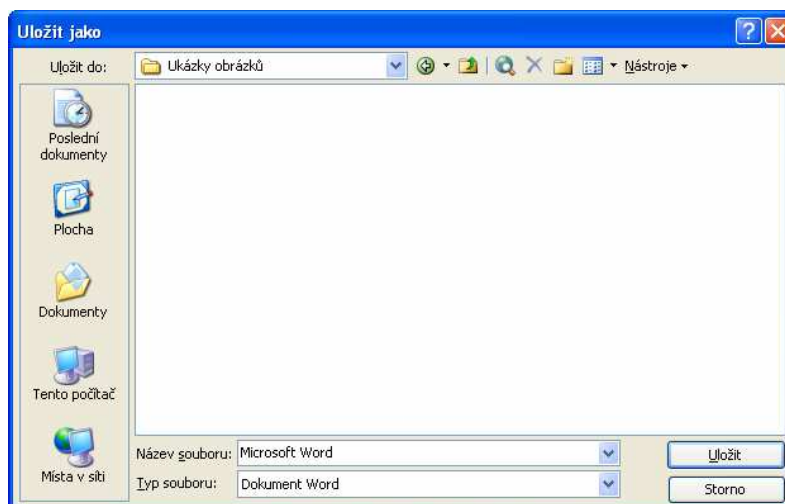 Uložit jako
Uložit do:
Ukázky obrázků
Nástroje
Poslední
dokumenty
Plocha
Dokumenty
Tento počítač
Místa v síti
Název souboru:
Microsoft Word
Uložit
Typ souboru:
Dokument Word
Storno